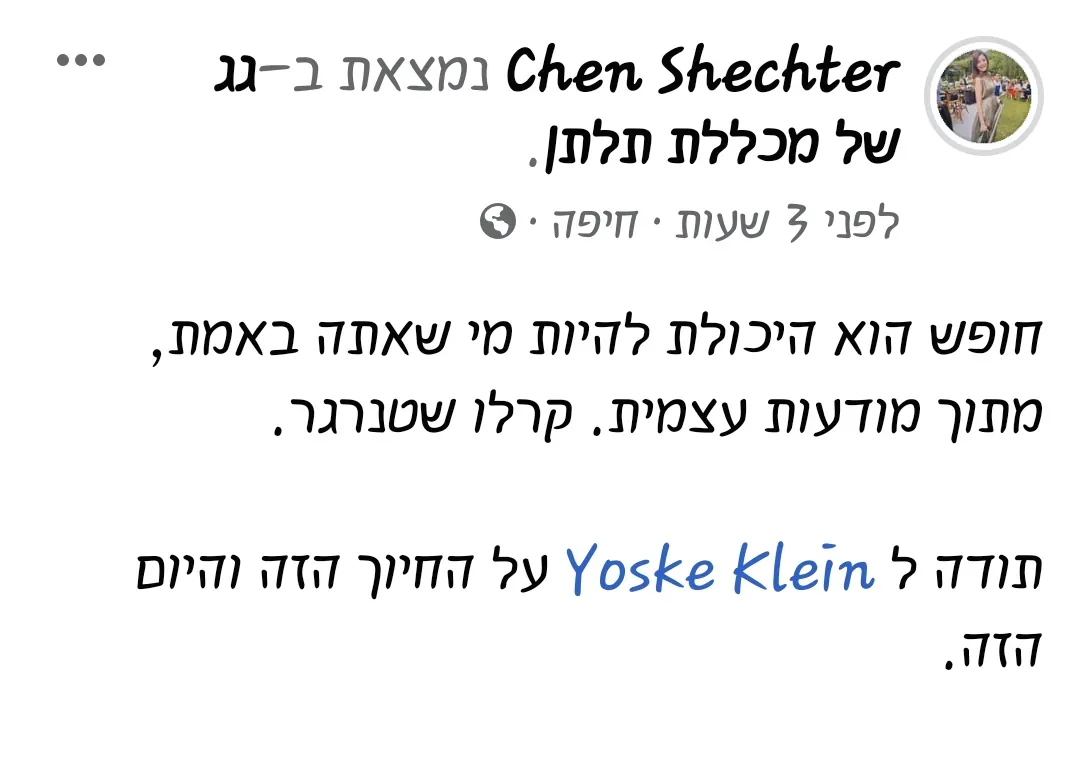 Chen Shechter נמצאת ב-גג
של מכללת תלתן.
לפני 3 שעות · חיפה ·
חופש הוא היכולת להיות מי שאתה באמת,
מתוך מודעות עצמית. קרלו שטנרגר.
תודה ל Yoske Klein על החיוך הזה והיום
הזה.